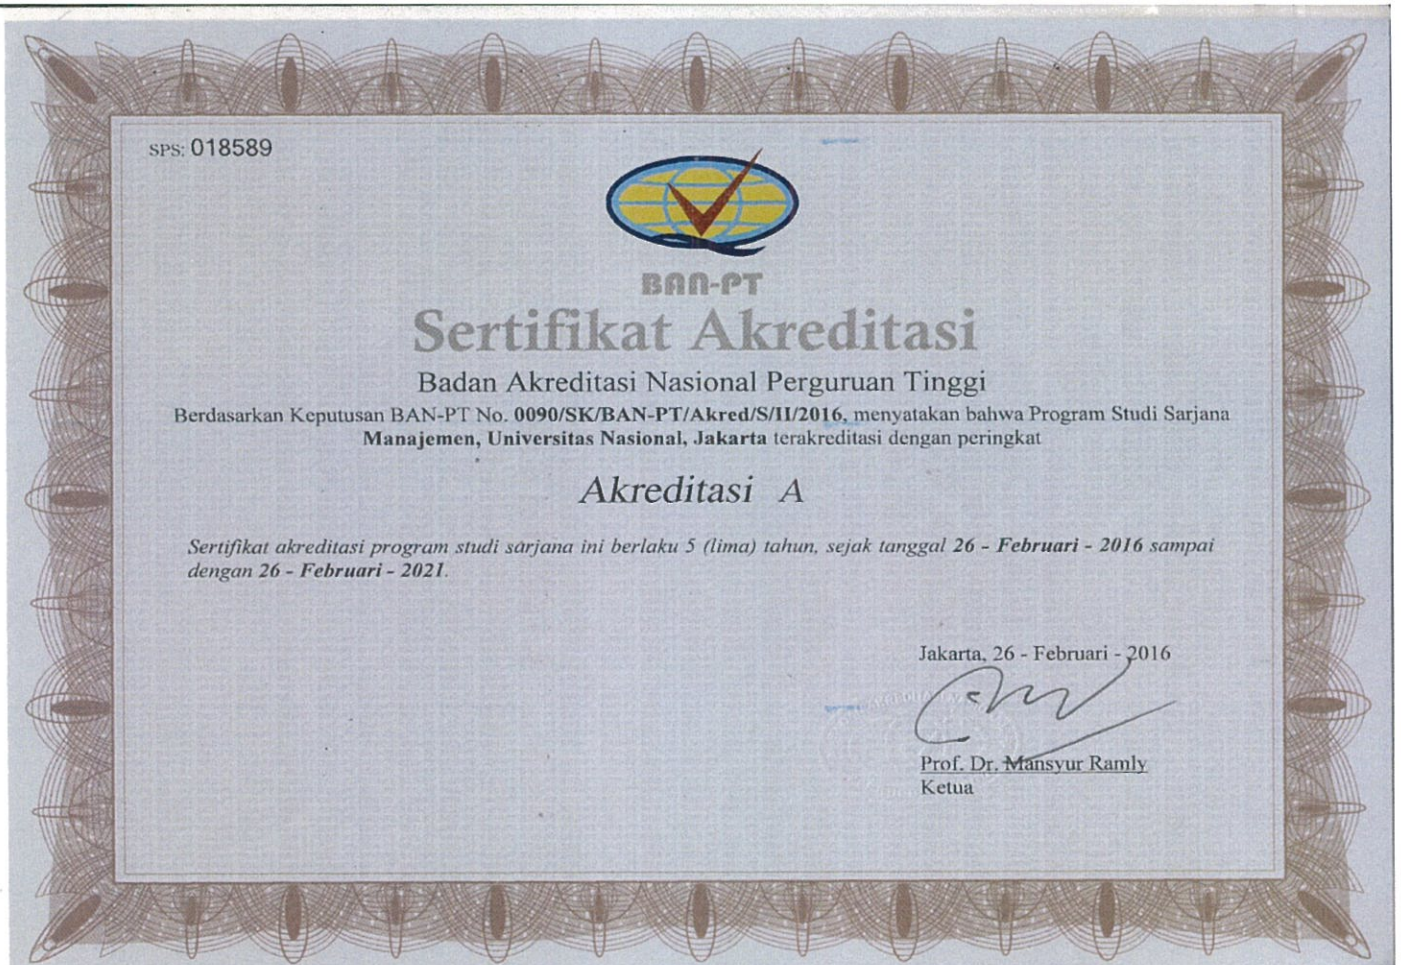 SPS: 018589
BAN-PT
Sertifikat Akreditasi
Badan Akreditasi Nasional Perguruan Tinggi
Berdasarkan Keputusan BAN-PT No. 0090/SK/BAN-PT/Akred/S/II/2016, menyatakan bahwa Program Studi Sarjana
Manajemen, Universitas Nasional, Jakarta terakreditasi dengan peringkat
Akreditasi A
Sertifikat akreditasi program studi sarjana ini berlaku 5 (lima) tahun, sejak tanggal 26 - Februari - 2016 sampai
dengan 26 - Februari - 2021.
Jakarta, 26 - Februari - 2016
Prof. Dr. Mansyur Ramly
Ketua